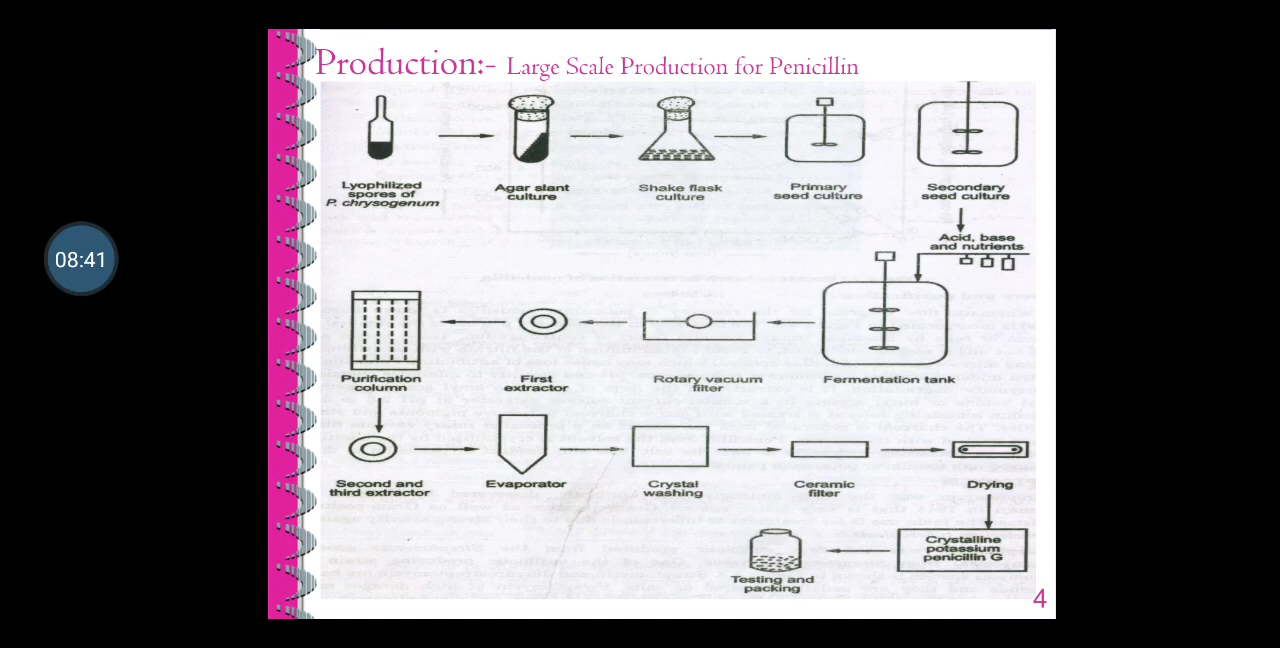 08:41
Production:- Large Scale Production for Penicillin
Lyophilized
spores of
P. chrysogenum
Agar slant
culture
Shake flask
culture
Primary
seed culture
Secondary
seed culture
Acid, base
and nutrients
Purification
column
First
extractor
Rotary vacuum
filter
Fermentation tank
Second and
third extractor
Evaporator
Crystal
washing
Ceramic
filter
Drying
Crystalline
potassium
penicillin G
Testing and
packing
4